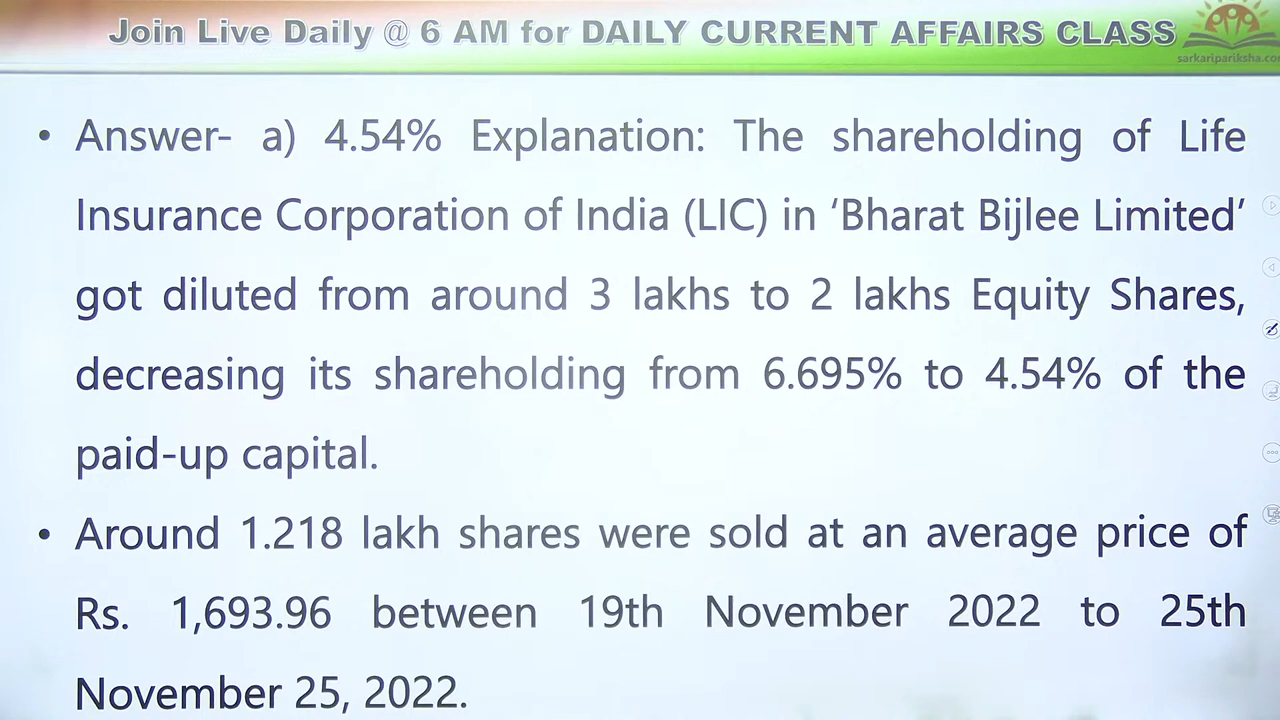 Join Live Daily @ 6 AM for DAILY CURRENT AFFAIRS CLASS
sarkaripariksha.co
• Answer- a) 4.54% Explanation: The shareholding of Life
Insurance Corporation of India (LIC) in ‘Bharat Bijlee Limited’
got diluted from around 3 lakhs to 2 lakhs Equity Shares,
decreasing its shareholding from 6.695% to 4.54% of the
paid-up capital.
• Around 1.218 lakh shares were sold at an average price of
Rs. 1,693.96 between 19th November 2022 to 25th
November 25, 2022.